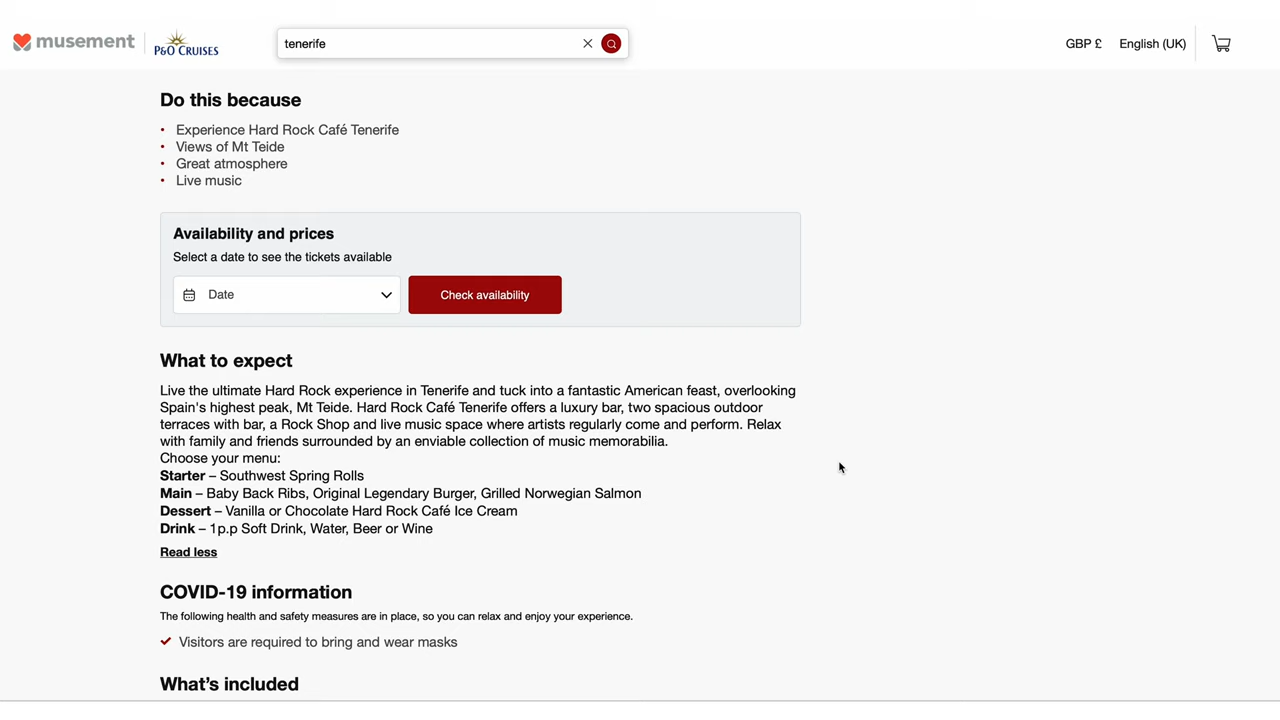 musement
P&O CRUISES
tenerife
GBP £
English (UK)
Do this because
• Experience Hard Rock Café Tenerife
• Views of Mt Teide
• Great atmosphere
• Live music
Availability and prices
Select a date to see the tickets available
Date
Check availability
What to expect
Live the ultimate Hard Rock experience in Tenerife and tuck into a fantastic American feast, overlooking
Spain's highest peak, Mt Teide. Hard Rock Café Tenerife offers a luxury bar, two spacious outdoor
terraces with bar, a Rock Shop and live music space where artists regularly come and perform. Relax
with family and friends surrounded by an enviable collection of music memorabilia.
Choose your menu:
Starter – Southwest Spring Rolls
Main – Baby Back Ribs, Original Legendary Burger, Grilled Norwegian Salmon
Dessert – Vanilla or Chocolate Hard Rock Café Ice Cream
Drink – 1p.p Soft Drink, Water, Beer or Wine
Read less
COVID-19 information
The following health and safety measures are in place, so you can relax and enjoy your experience.
Visitors are required to bring and wear masks
What's included